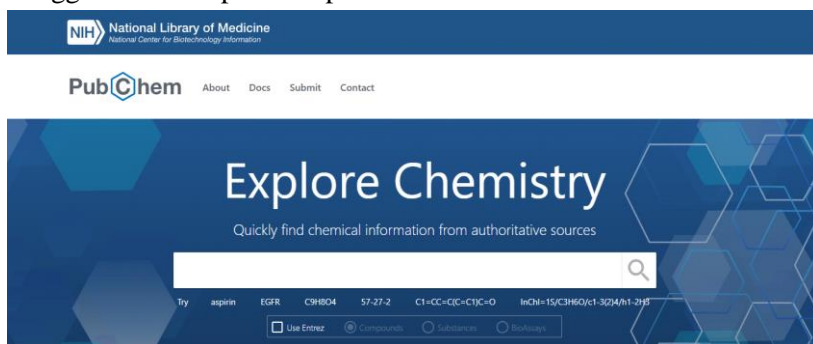 NIH National Library of Medicine
National Center for Biotechnology Information
PubChem About Docs Submit Contact
Explore Chemistry
Quickly find chemical information from authoritative sources
Try aspirin EGFR C9H8O4 57-27-2 C1=CC=C(C=C1)C=O InChI=1S/C3H6O/c1-3(2)4/h1-2H3
Use Entrez Compounds Substances BioAssays